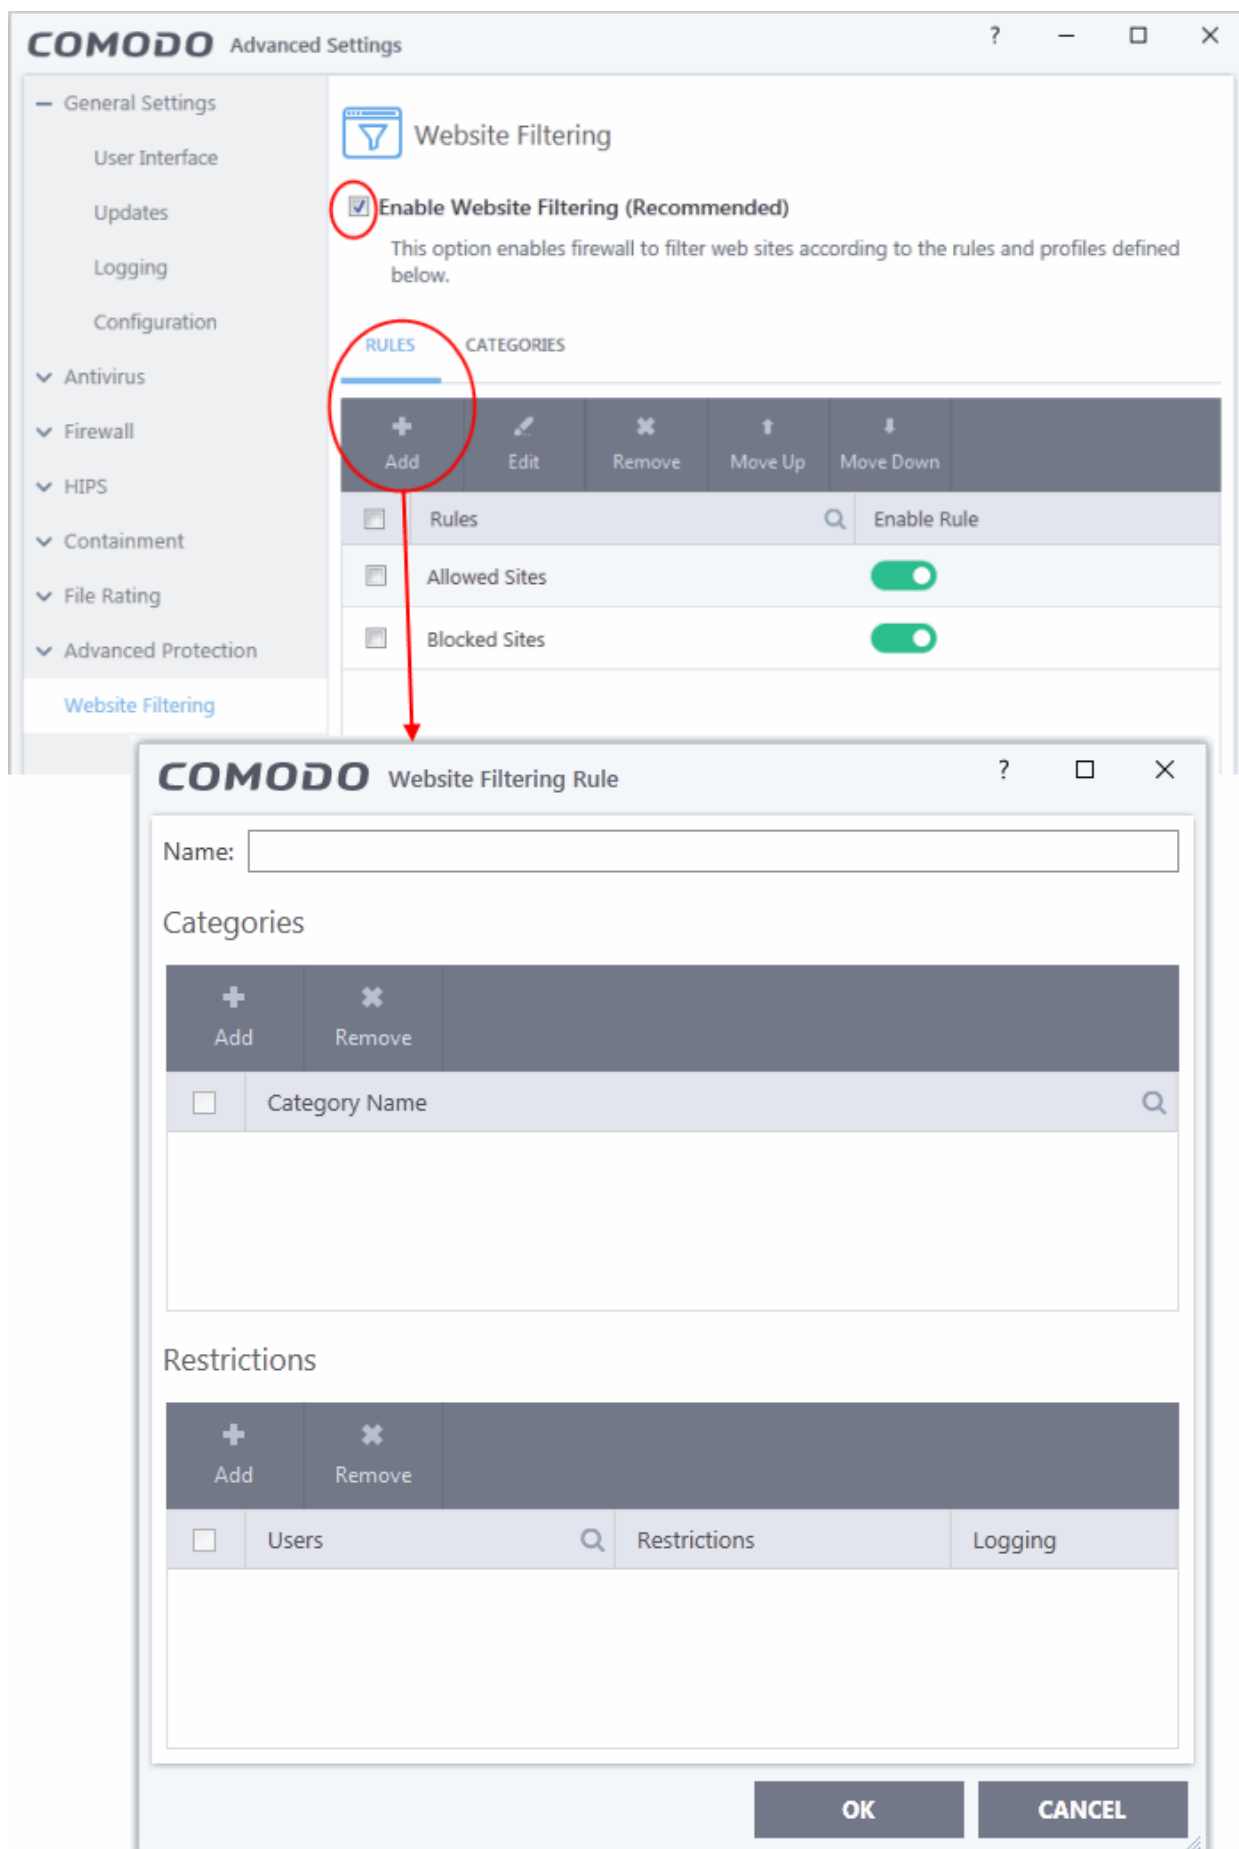 COMODO Advanced Settings ?
General Settings
User Interface
Updates
Logging
Configuration
Antivirus
Firewall
HIPS
Containment
File Rating
Advanced Protection
Website Filtering
Website Filtering
Enable Website Filtering (Recommended)
This option enables firewall to filter web sites according to the rules and profiles defined
below.
RULES CATEGORIES
Add Edit Remove Move Up Move Down
Rules Enable Rule
Allowed Sites
Blocked Sites
COMODO Website Filtering Rule ?
Name:
Categories
Add Remove
Category Name
Restrictions
Add Remove
Users Restrictions Logging
OK CANCEL